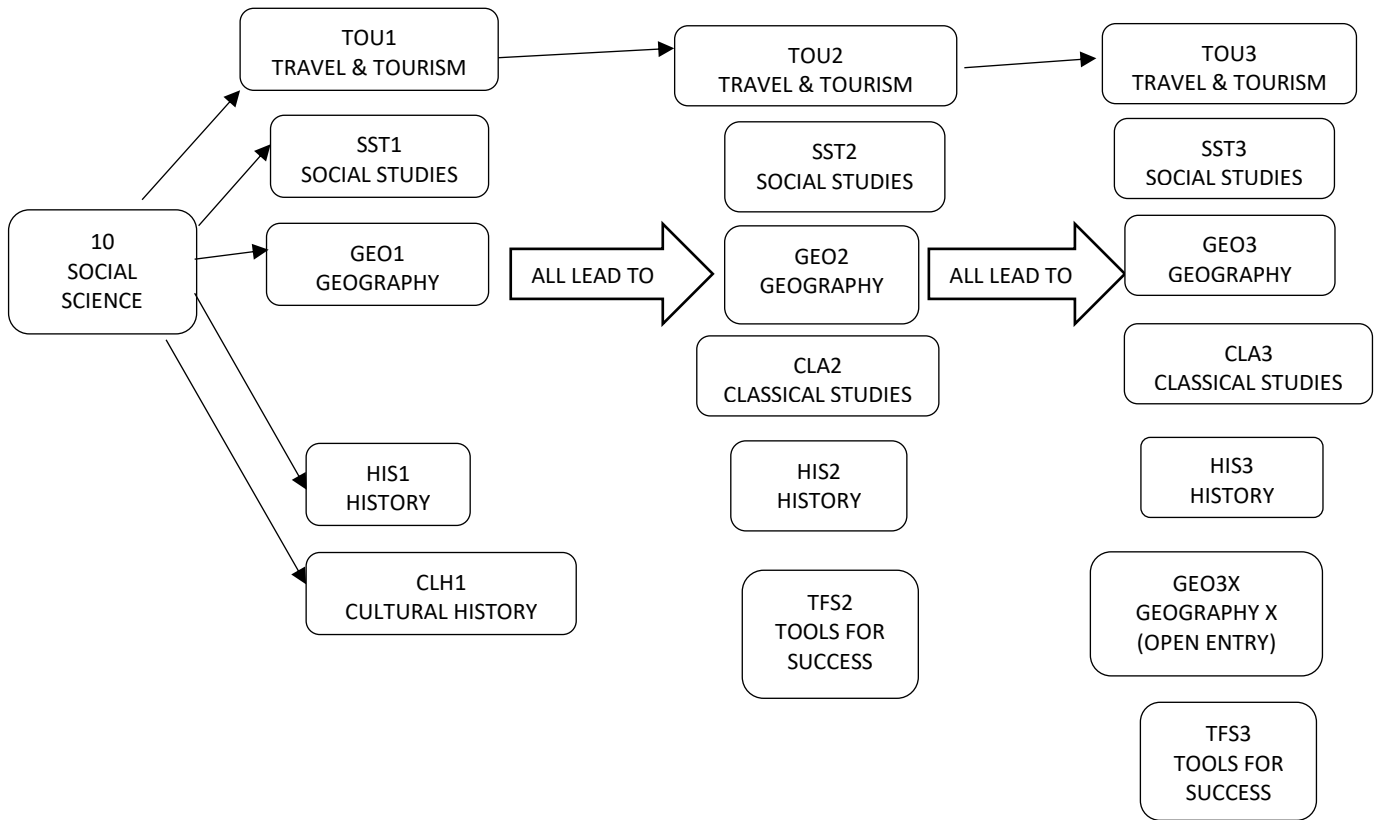 10
SOCIAL
SCIENCE
TOU1
TRAVEL & TOURISM
SST1
SOCIAL STUDIES
GEO1
GEOGRAPHY
HIS1
HISTORY
CLH1
CULTURAL HISTORY
ALL LEAD TO
TOU2
TRAVEL & TOURISM
SST2
SOCIAL STUDIES
GEO2
GEOGRAPHY
CLA2
CLASSICAL STUDIES
HIS2
HISTORY
TFS2
TOOLS FOR
SUCCESS
ALL LEAD TO
TOU3
TRAVEL & TOURISM
SST3
SOCIAL STUDIES
GEO3
GEOGRAPHY
CLA3
CLASSICAL STUDIES
HIS3
HISTORY
GEO3X
GEOGRAPHY X
(OPEN ENTRY)
TFS3
TOOLS FOR
SUCCESS